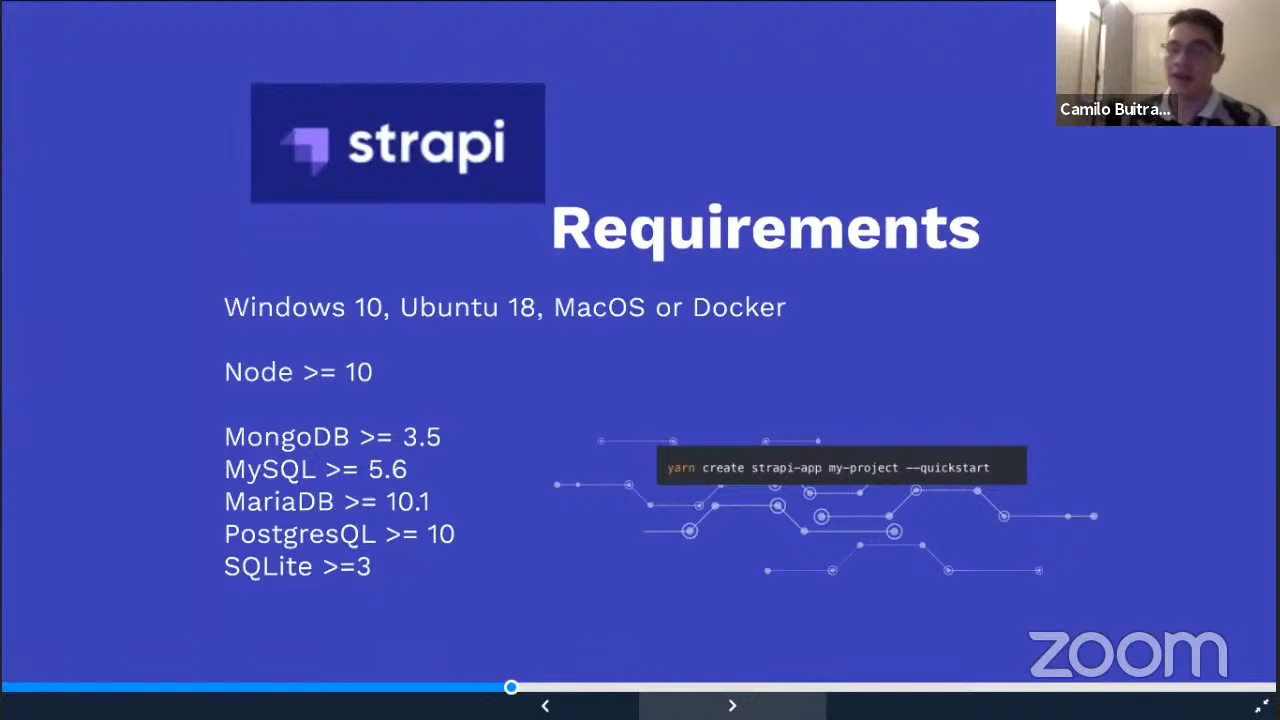 Camilo Buitra...
strapi
Requirements
Windows 10, Ubuntu 18, MacOS or Docker
Node >= 10
MongoDB >= 3.5
MySQL >= 5.6
MariaDB >= 10.1
PostgresQL >= 10
SQLite >=3
yarn create strapi-app my-project --quickstart
zoom